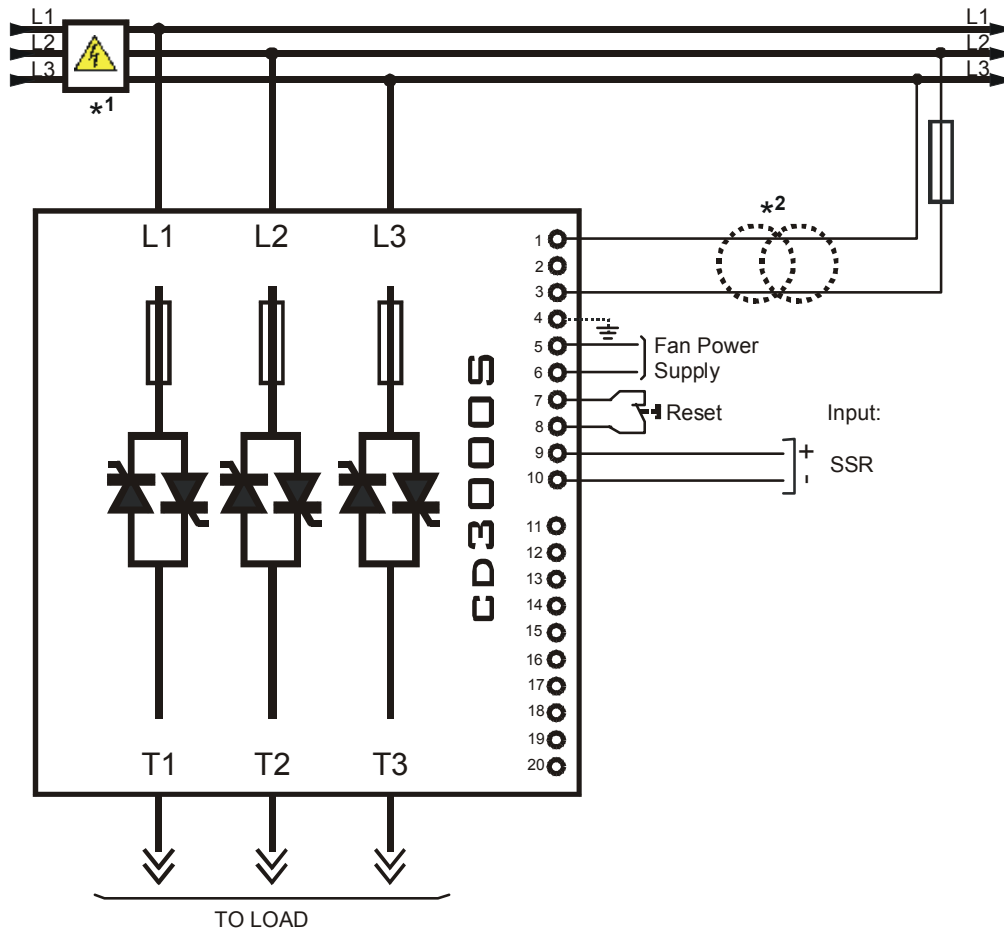 L1
L1
L2
L2
L3
L3
*1
L1
L2
L3
*2
1
2
3
4
5
6
7
8
9
10
11
12
13
14
15
16
17
18
19
20
Fan Power
Supply
Reset
Input:
+
SSR
-
CD3000S
T1
T2
T3
TO LOAD